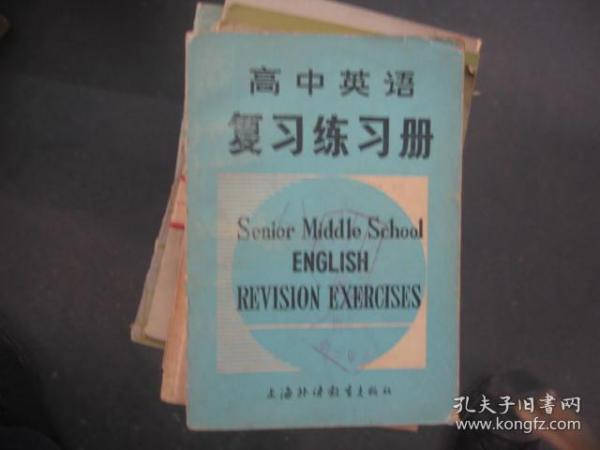 高中英语
复习练习册
Senior Middle School
ENGLISH
REVISION EXERCISES
上海外语教育出版社
孔夫子旧书网
www.kongfz.com